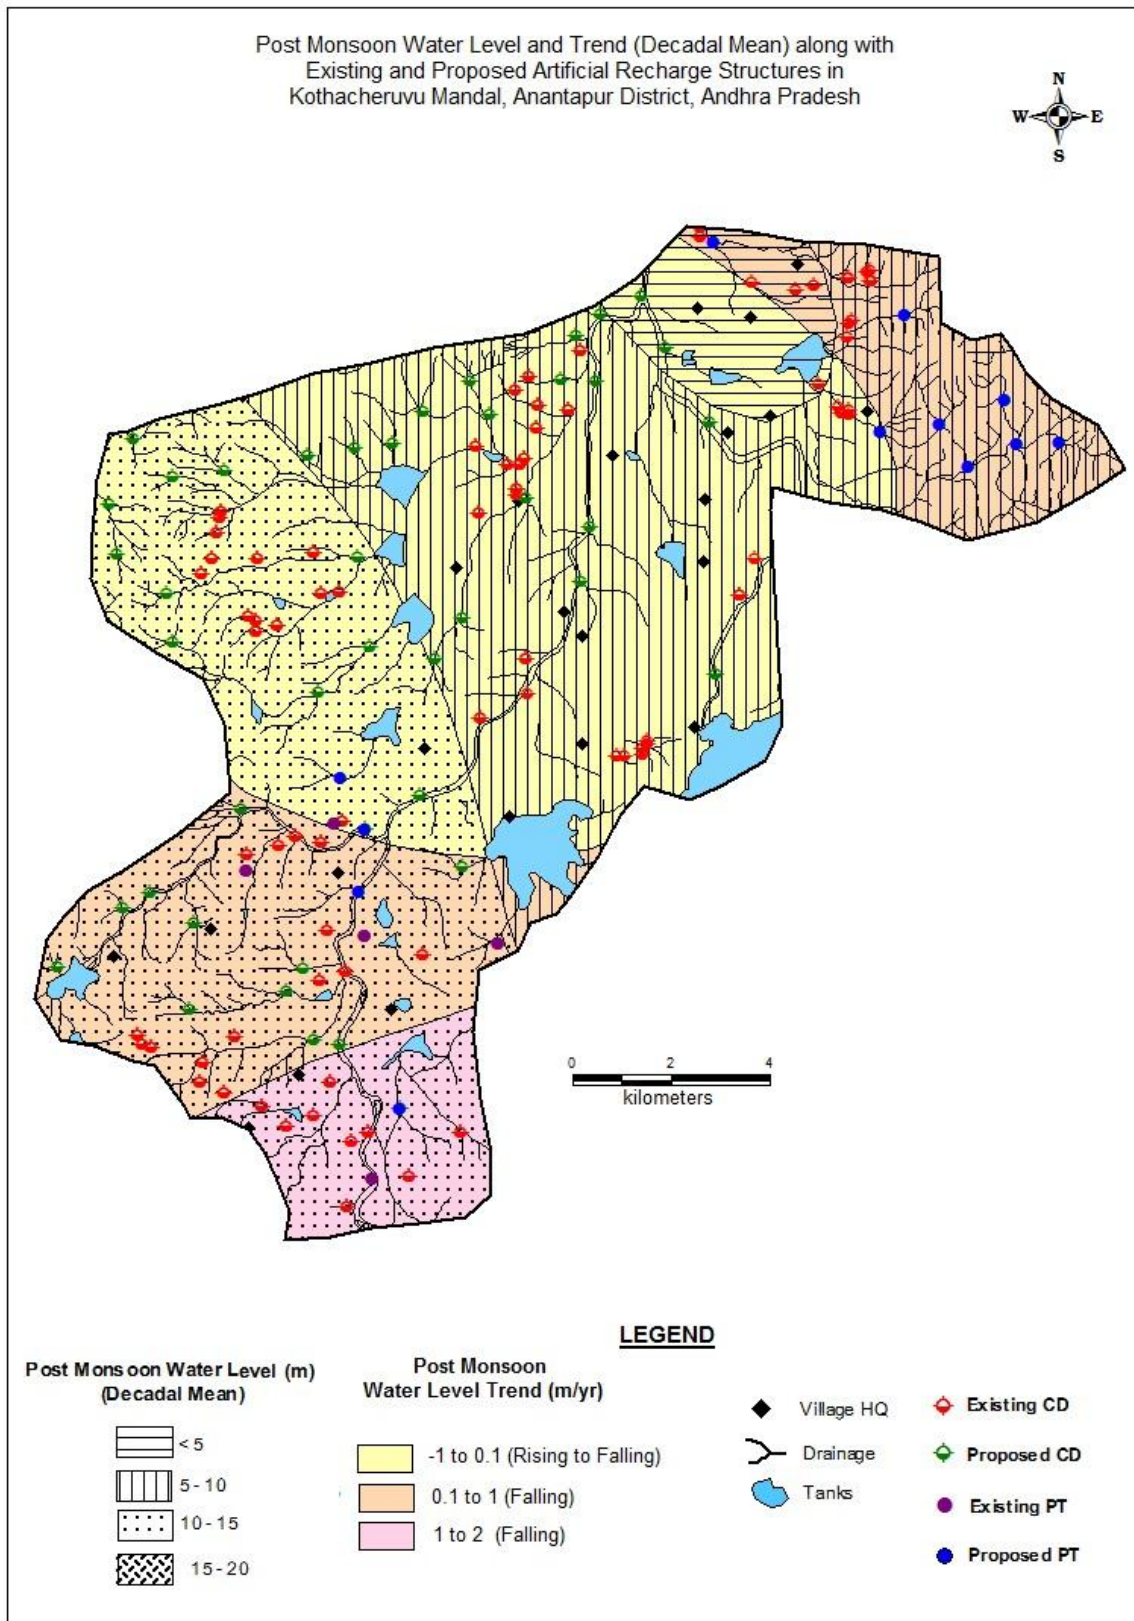 Post Monsoon Water Level and Trend (Decadal Mean) along with
Existing and Proposed Artificial Recharge Structures in
Kothacheruvu Mandal, Anantapur District, Andhra Pradesh
N
W E
S
0 2 4
kilometers
LEGEND
Post Monsoon Water Level (m)
(Decadal Mean)
< 5
5 - 10
10 - 15
15 - 20
Post Monsoon
Water Level Trend (m/yr)
-1 to 0.1 (Rising to Falling)
0.1 to 1 (Falling)
1 to 2 (Falling)
Village HQ
Drainage
Tanks
Existing CD
Proposed CD
Existing PT
Proposed PT